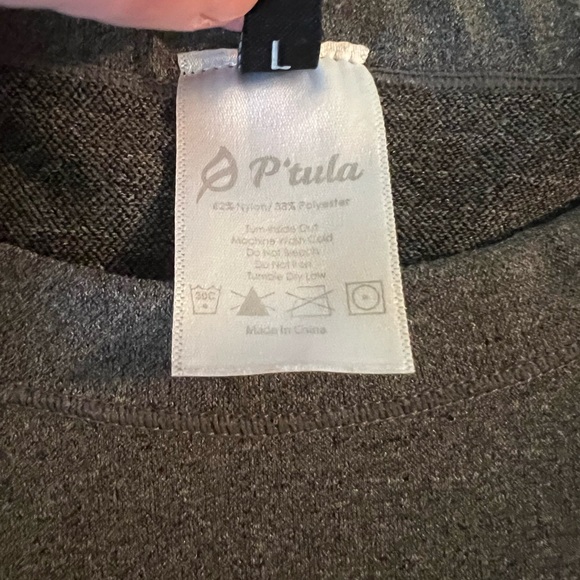 L
P'tula
62% Nylon/ 38% Polyester
Turn Inside Out
Machine Wash Cold
Do Not Bleach
Do Not Iron
Tumble Dry Low
30C
Made In China